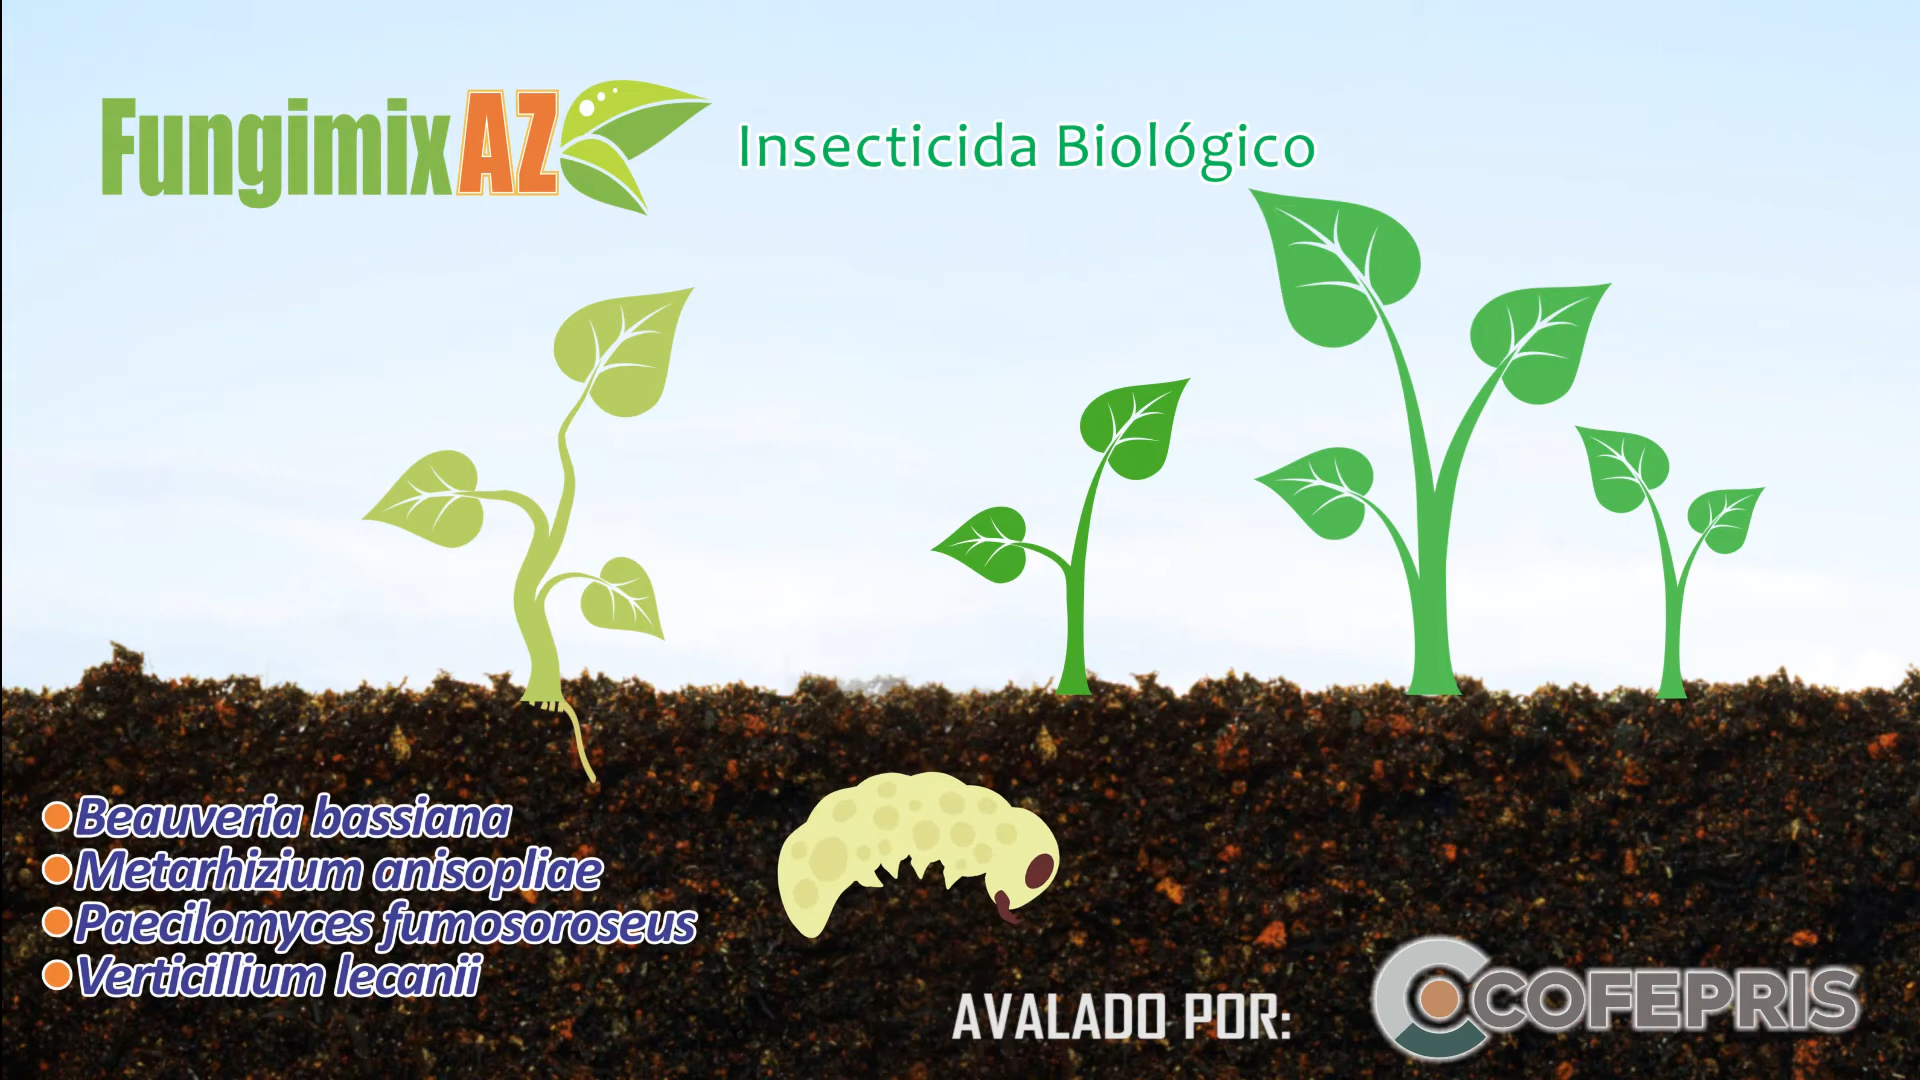 FungimixAZ
Insecticida Biológico
Beauveria bassiana
Metarhizium anisopliae
Paecilomyces fumosoroseus
Verticillium lecanii
AVALADO POR:
COFEPRIS